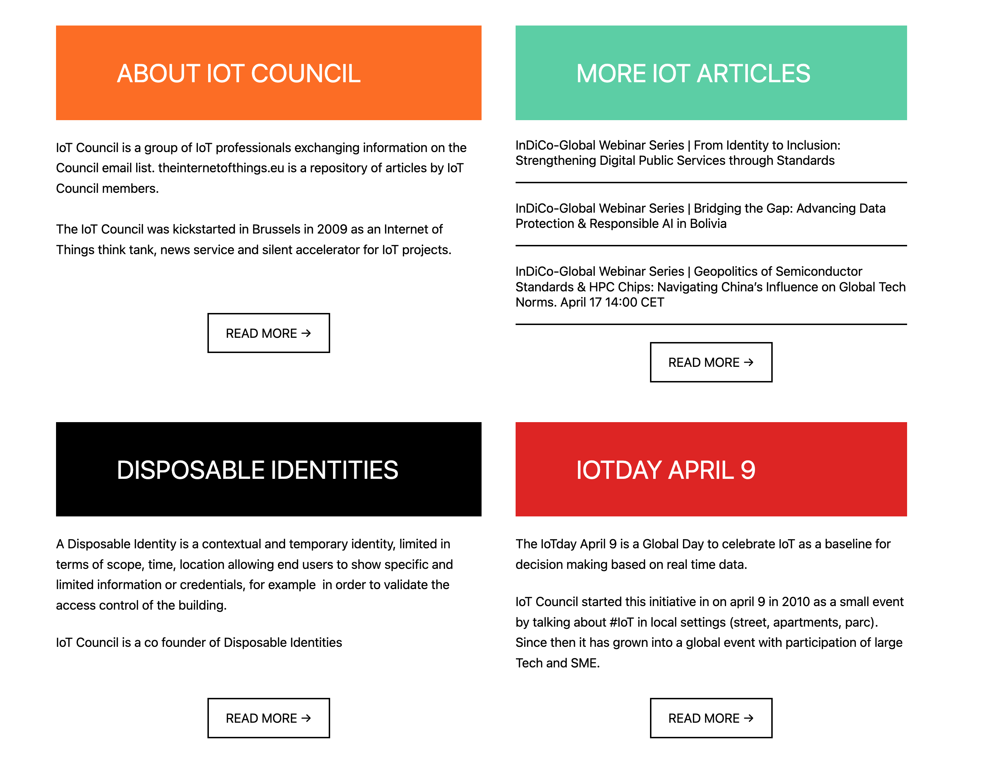 ABOUT IOT COUNCIL
IoT Council is a group of IoT professionals exchanging information on the
Council email list. theinternetofthings.eu is a repository of articles by IoT
Council members.
The IoT Council was kickstarted in Brussels in 2009 as an Internet of
Things think tank, news service and silent accelerator for IoT projects.
READ MORE →
MORE IOT ARTICLES
InDiCo-Global Webinar Series | From Identity to Inclusion:
Strengthening Digital Public Services through Standards
InDiCo-Global Webinar Series | Bridging the Gap: Advancing Data
Protection & Responsible AI in Bolivia
InDiCo-Global Webinar Series | Geopolitics of Semiconductor
Standards & HPC Chips: Navigating China’s Influence on Global Tech
Norms. April 17 14:00 CET
READ MORE →
DISPOSABLE IDENTITIES
A Disposable Identity is a contextual and temporary identity, limited in
terms of scope, time, location allowing end users to show specific and
limited information or credentials, for example  in order to validate the
access control of the building.
IoT Council is a co founder of Disposable Identities
READ MORE →
IOTDAY APRIL 9
The IoTday April 9 is a Global Day to celebrate IoT as a baseline for
decision making based on real time data.
IoT Council started this initiative in on april 9 in 2010 as a small event
by talking about #IoT in local settings (street, apartments, parc).
Since then it has grown into a global event with participation of large
Tech and SME.
READ MORE →